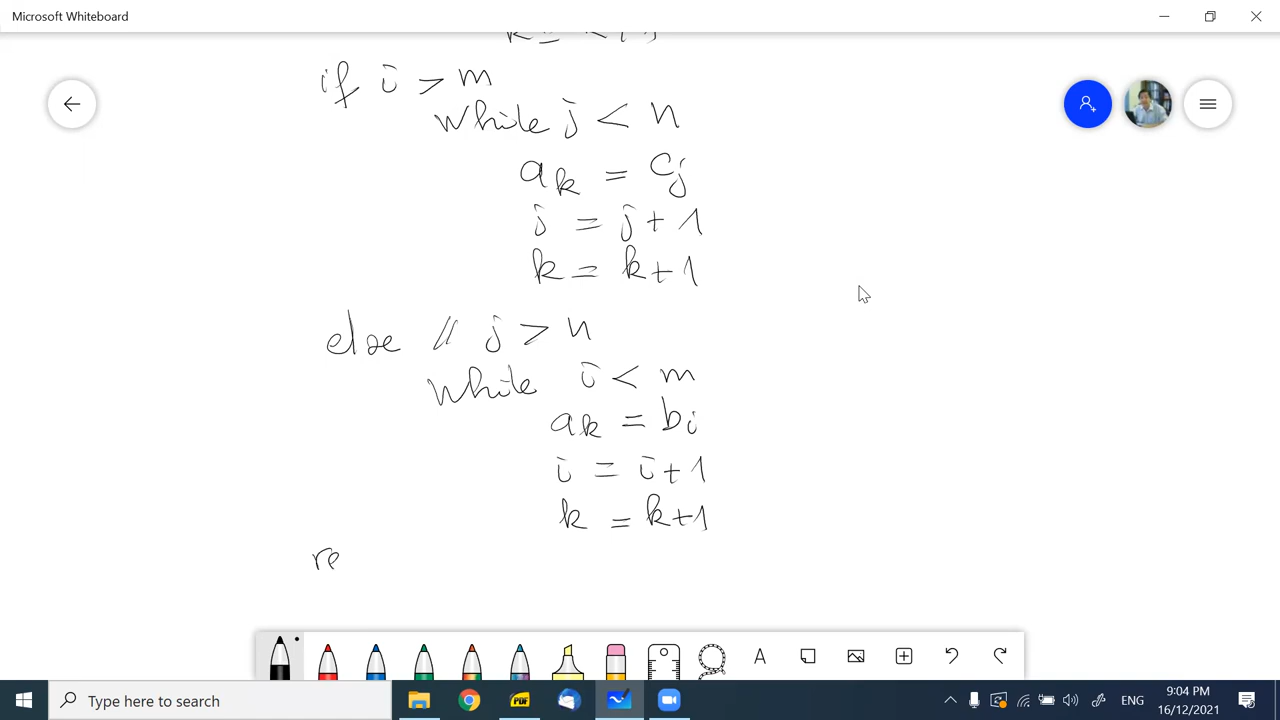 Microsoft Whiteboard
if i > m
while j < n
ak = cj
j = j+1
k = k+1
else // j > n
while i < m
ak = bi
i = i+1
k = k+1
re
A
Type here to search
PDF
ENG
9:04 PM
16/12/2021